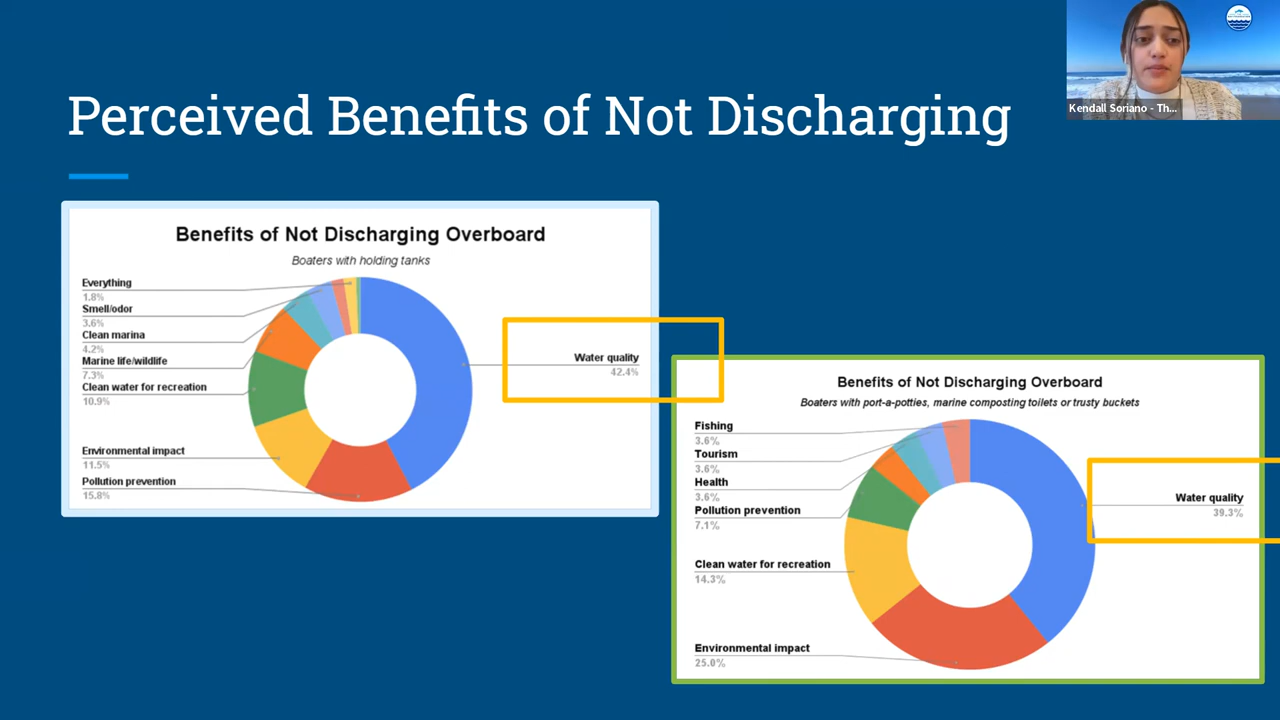 Perceived Benefits of Not Discharging
Kendall Soriano - Th...
Benefits of Not Discharging Overboard
Boaters with holding tanks
Everything
1.8%
Smell/odor
3.6%
Clean marina
4.2%
Marine life/wildlife
7.3%
Clean water for recreation
10.9%
Environmental impact
11.5%
Pollution prevention
15.8%
Water quality
42.4%
Benefits of Not Discharging Overboard
Boaters with port-a-potties, marine composting toilets or trusty buckets
Fishing
3.6%
Tourism
3.6%
Health
3.6%
Pollution prevention
7.1%
Clean water for recreation
14.3%
Environmental impact
25.0%
Water quality
39.3%